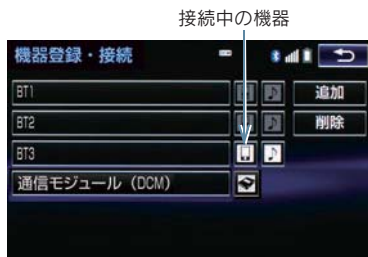 接続中の機器
機器登録・接続
BT1
追加
BT2
削除
BT3
通信モジュール（DCM）